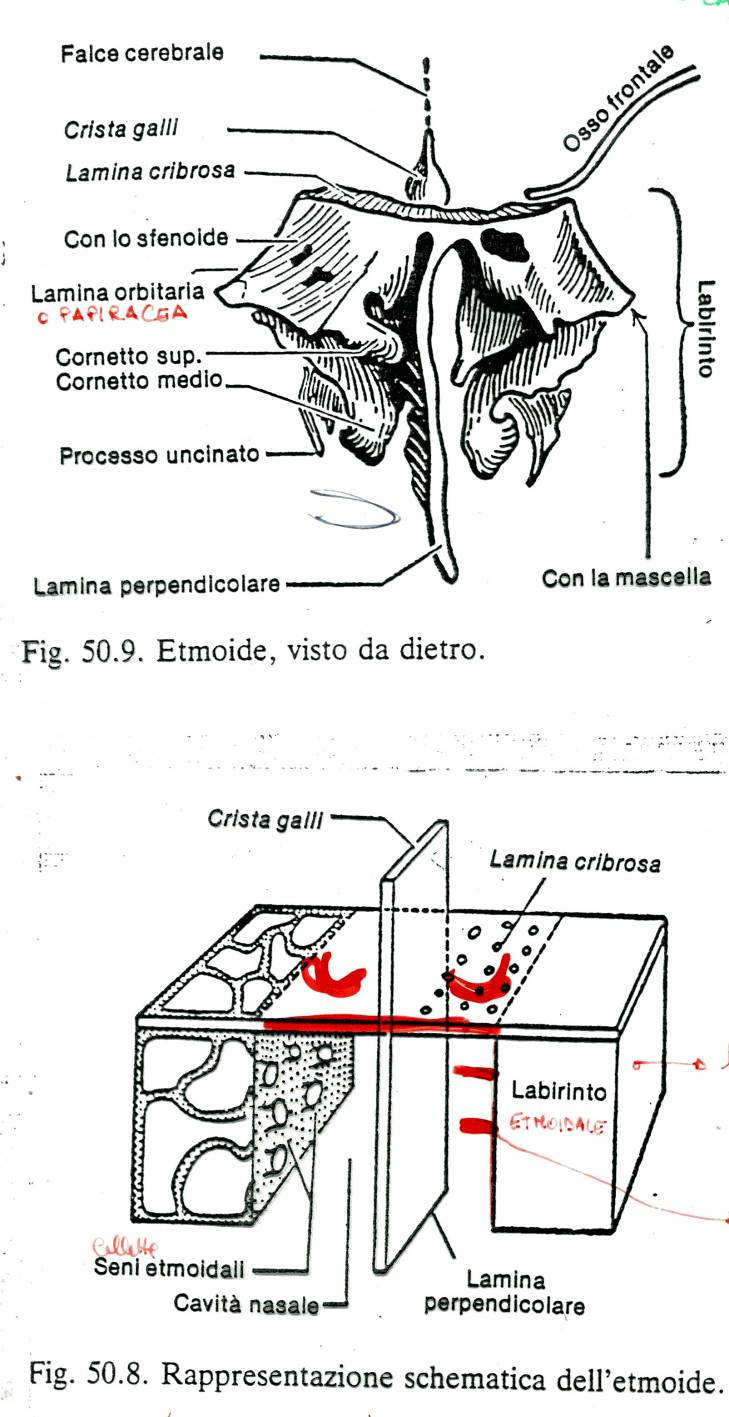 Falce cerebrale
Osso frontale
Crista galli
Lamina cribrosa
Con lo sfenoide
Lamina orbitaria
o PAPIRACEA
Labirinto
Cornetto sup.
Cornetto medio
Processo uncinato
Lamina perpendicolare
Con la mascella
Fig. 50.9. Etmoide, visto da dietro.
Crista galli
Lamina cribrosa
Labirinto
ETMOIDALE
Cellette
Seni etmoidali
Cavità nasale
Lamina
perpendicolare
Fig. 50.8. Rappresentazione schematica dell'etmoide.